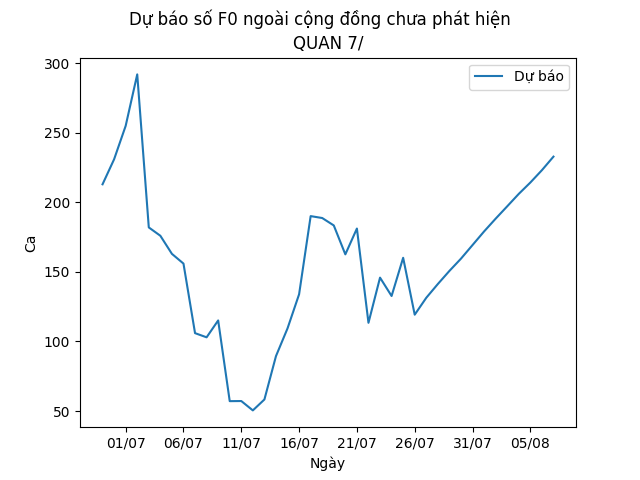 Dự báo số F0 ngoài cộng đồng chưa phát hiện
QUAN 7/
Dự báo
300
250
200
150
100
50
Ca
01/07 06/07 11/07 16/07 21/07 26/07 31/07 05/08
Ngày